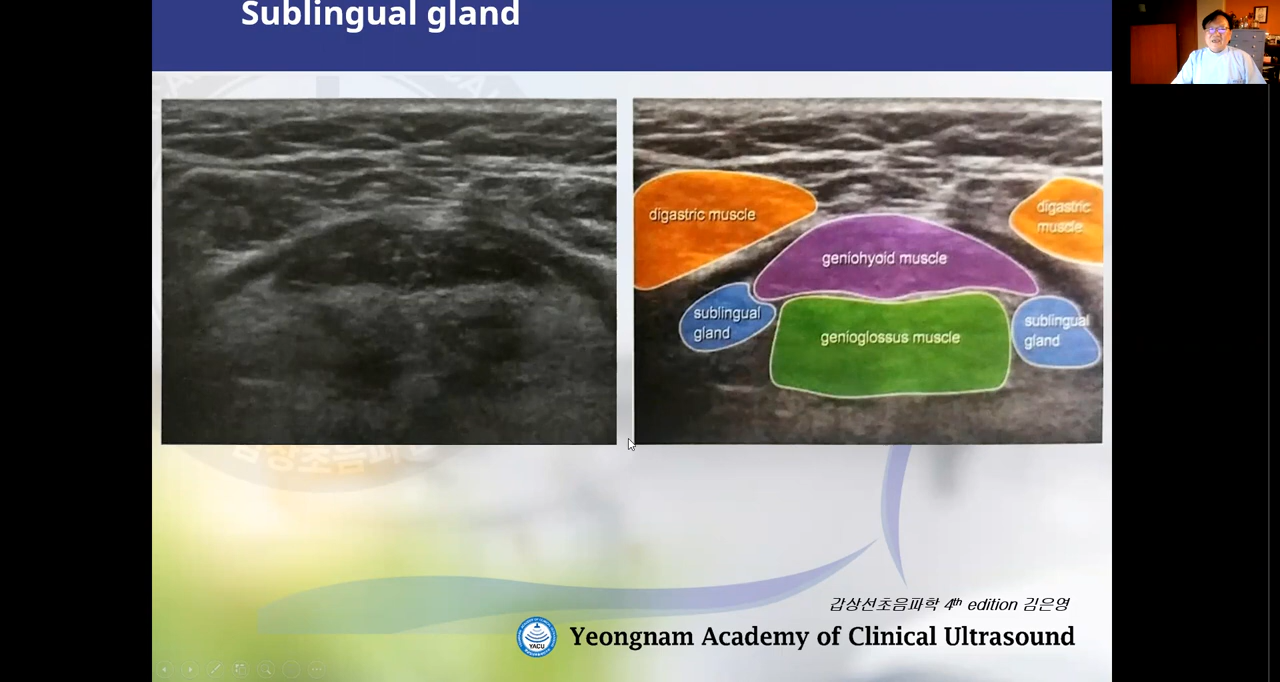 Sublingual gland
digastric muscle
digastric
muscle
geniohyoid muscle
sublingual
gland
sublingual
gland
genioglossus muscle
갑상선초음파학 4th edition 김은영
YACU
Yeongnam Academy of Clinical Ultrasound